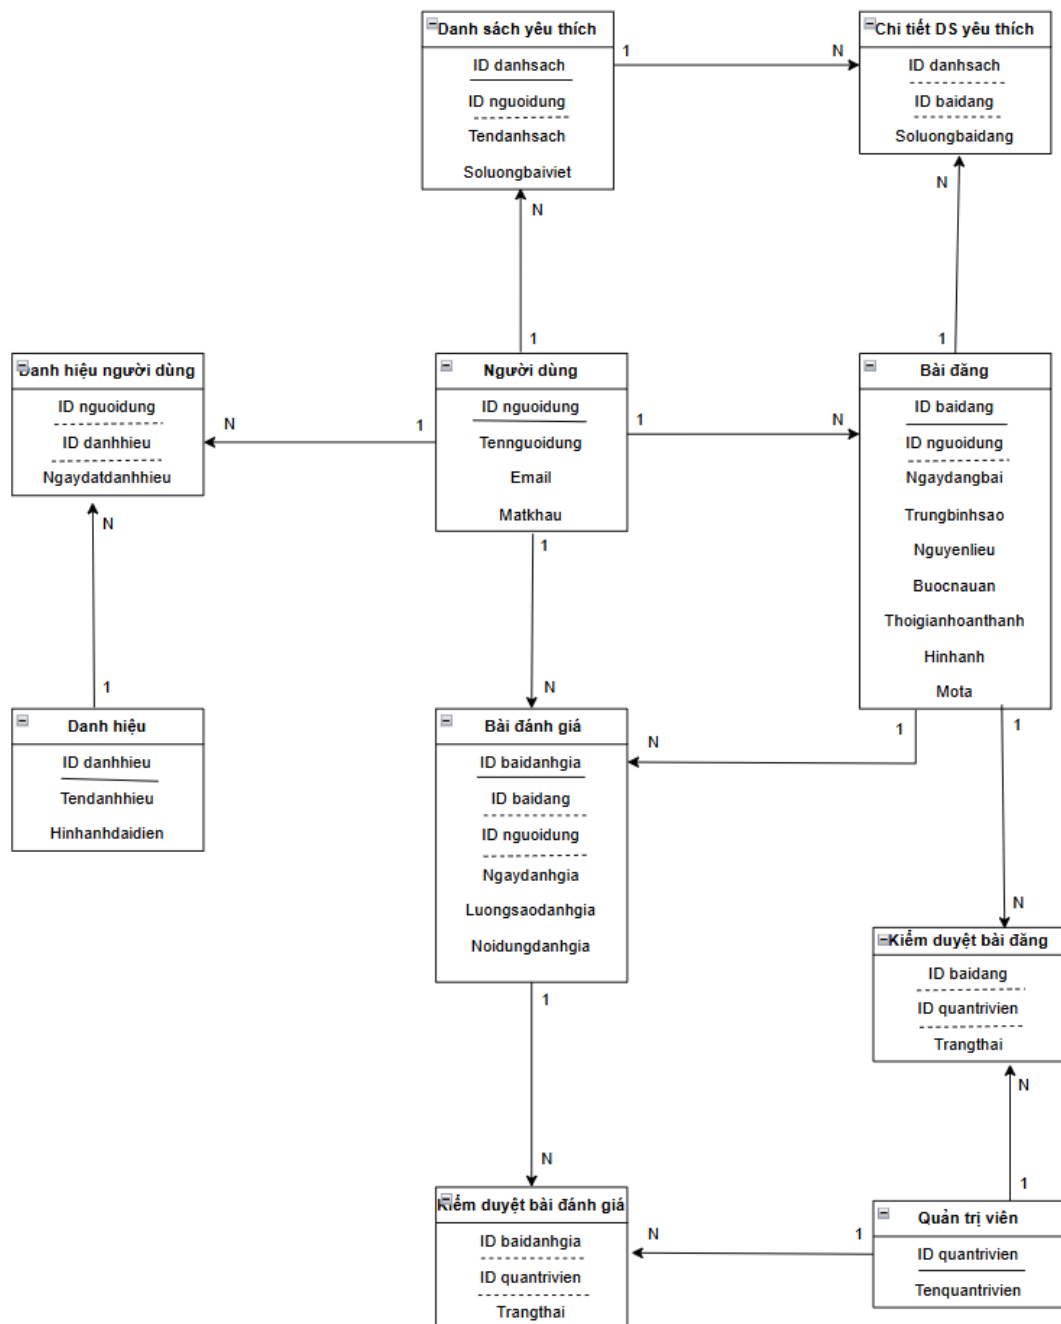 Danh sách yêu thích
ID danhsach
ID nguoidung
Tendanhsach
Soluongbaiviet
1
N
Chi tiết DS yêu thích
ID danhsach
ID baidang
Soluongbaidang
N
N
1
1
Danh hiệu người dùng
ID nguoidung
ID danhhieu
Ngaydatdanhhieu
N
1
Người dùng
ID nguoidung
Tennguoidung
Email
Matkhau
1
N
Bài đăng
ID baidang
ID nguoidung
Ngaydangbai
Trungbinhsao
Nguyenlieu
Buocnauan
Thoigianhoanthanh
Hinhanh
Mota
N
1
1
N
Danh hiệu
ID danhhieu
Tendanhhieu
Hinhanhdaidien
Bài đánh giá
ID baidanhgia
ID baidang
ID nguoidung
Ngaydanhgia
Luongsaodanhgia
Noidungdanhgia
N
1
1
N
Kiểm duyệt bài đăng
ID baidang
ID quantrivien
Trangthai
1
N
N
1
Kiểm duyệt bài đánh giá
ID baidanhgia
ID quantrivien
Trangthai
N
1
Quản trị viên
ID quantrivien
Tenquantrivien